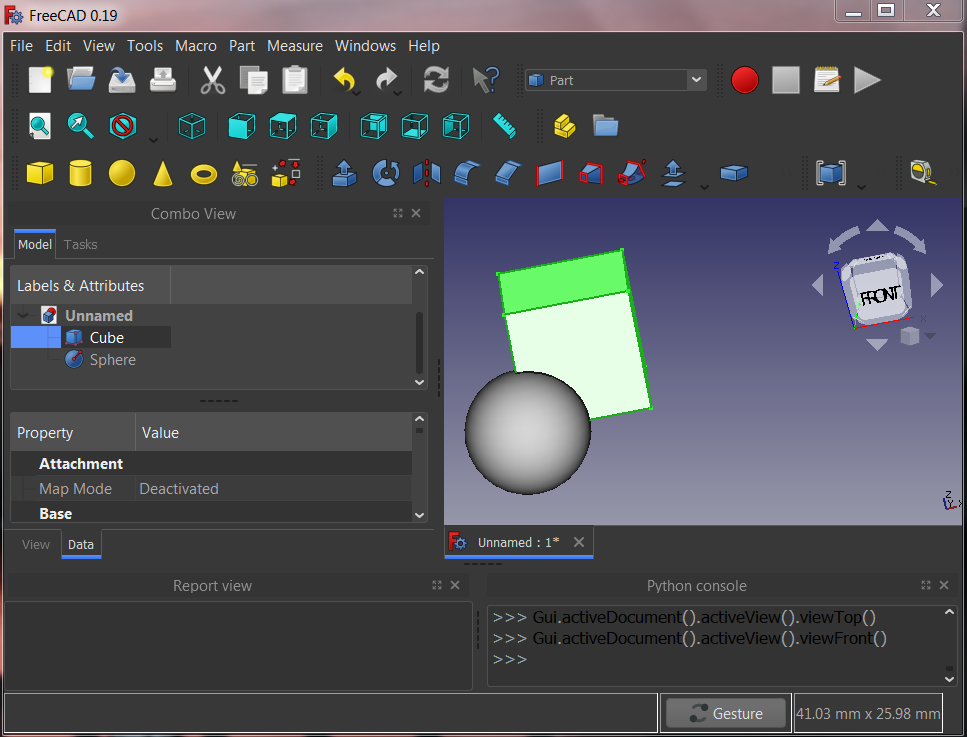 FreeCAD 0.19
File Edit View Tools Macro Part Measure Windows Help
Part
Combo View
Model Tasks
Labels & Attributes
Unnamed
Cube
Sphere
Property Value
Attachment
Map Mode Deactivated
Base
View Data
FRONT
Z
X
Z
Y
X
Unnamed : 1*
Report view
Python console
>>> Gui.activeDocument().activeView().viewTop()
>>> Gui.activeDocument().activeView().viewFront()
>>>
Gesture
41.03 mm x 25.98 mm